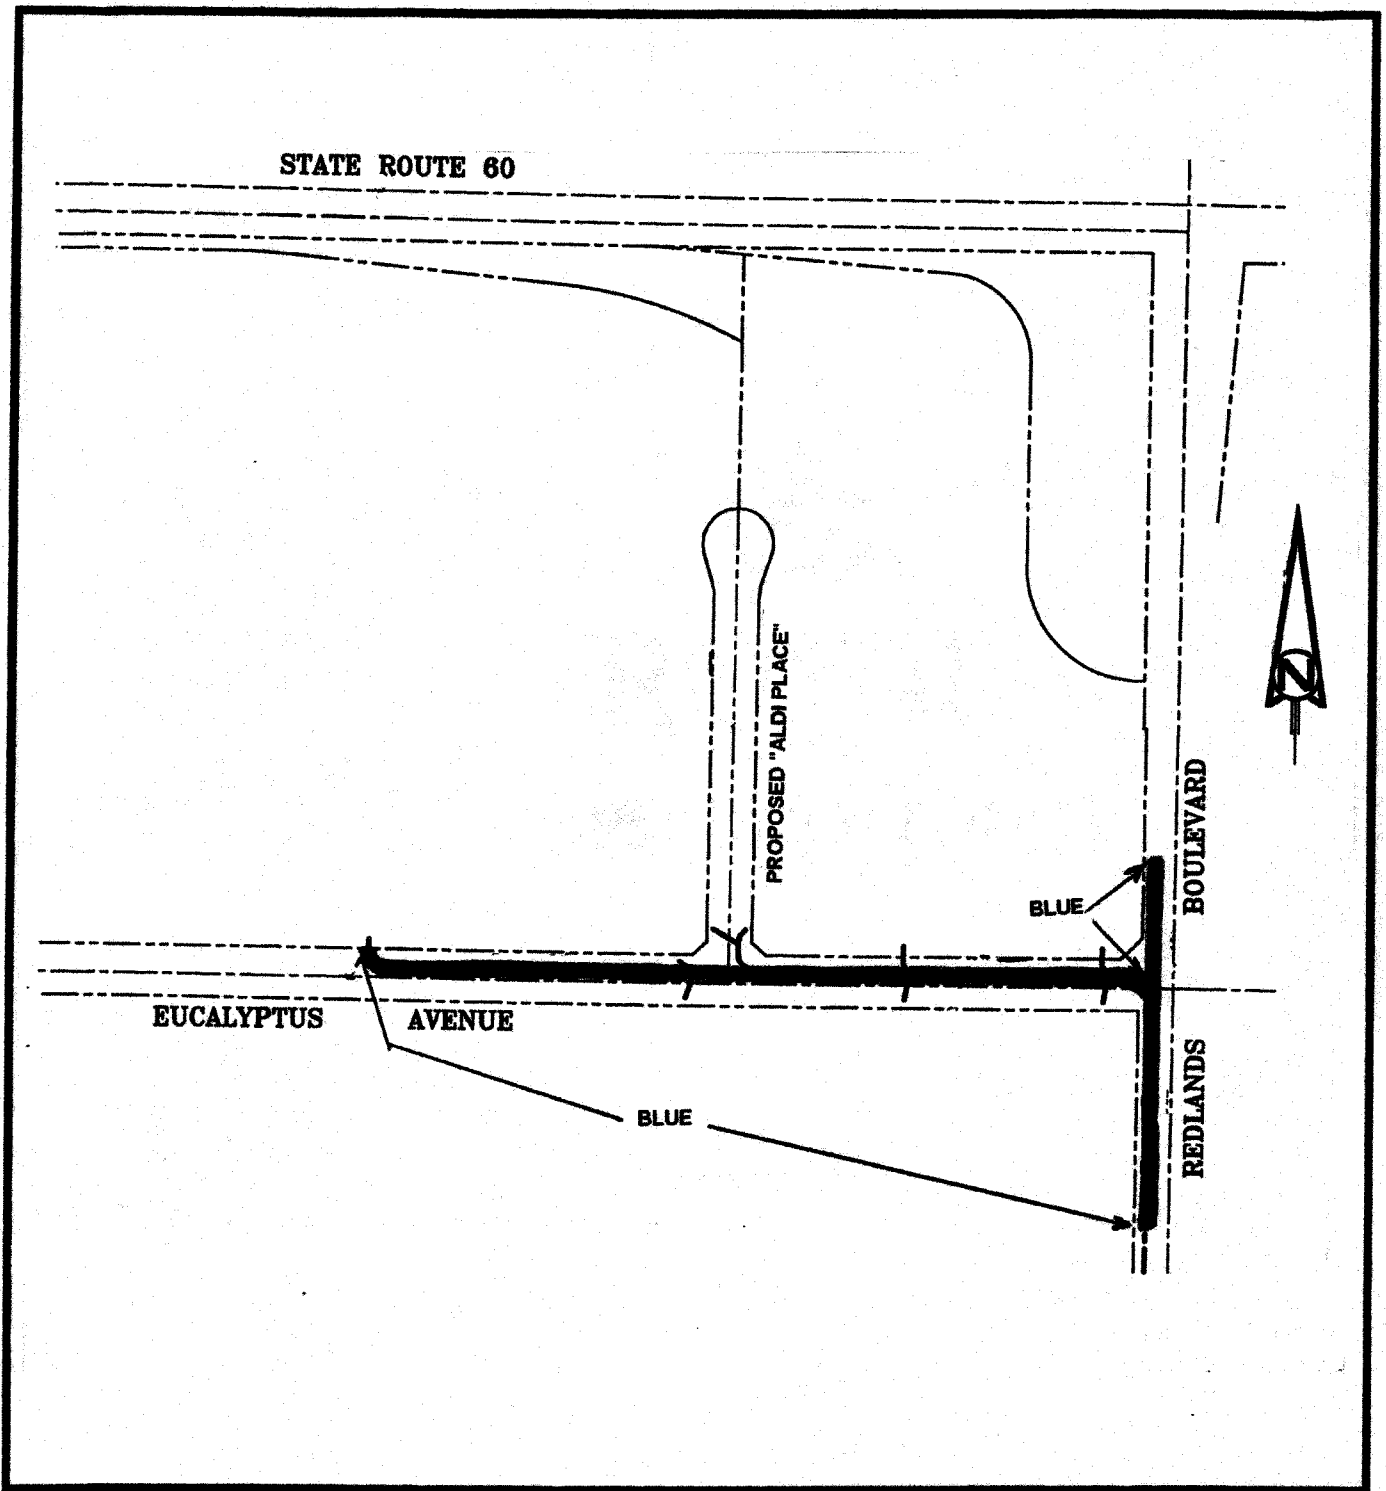 STATE ROUTE 60
PROPOSED "ALDI PLACE"
N
BOULEVARD
BLUE
EUCALYPTUS AVENUE
REDLANDS
BLUE